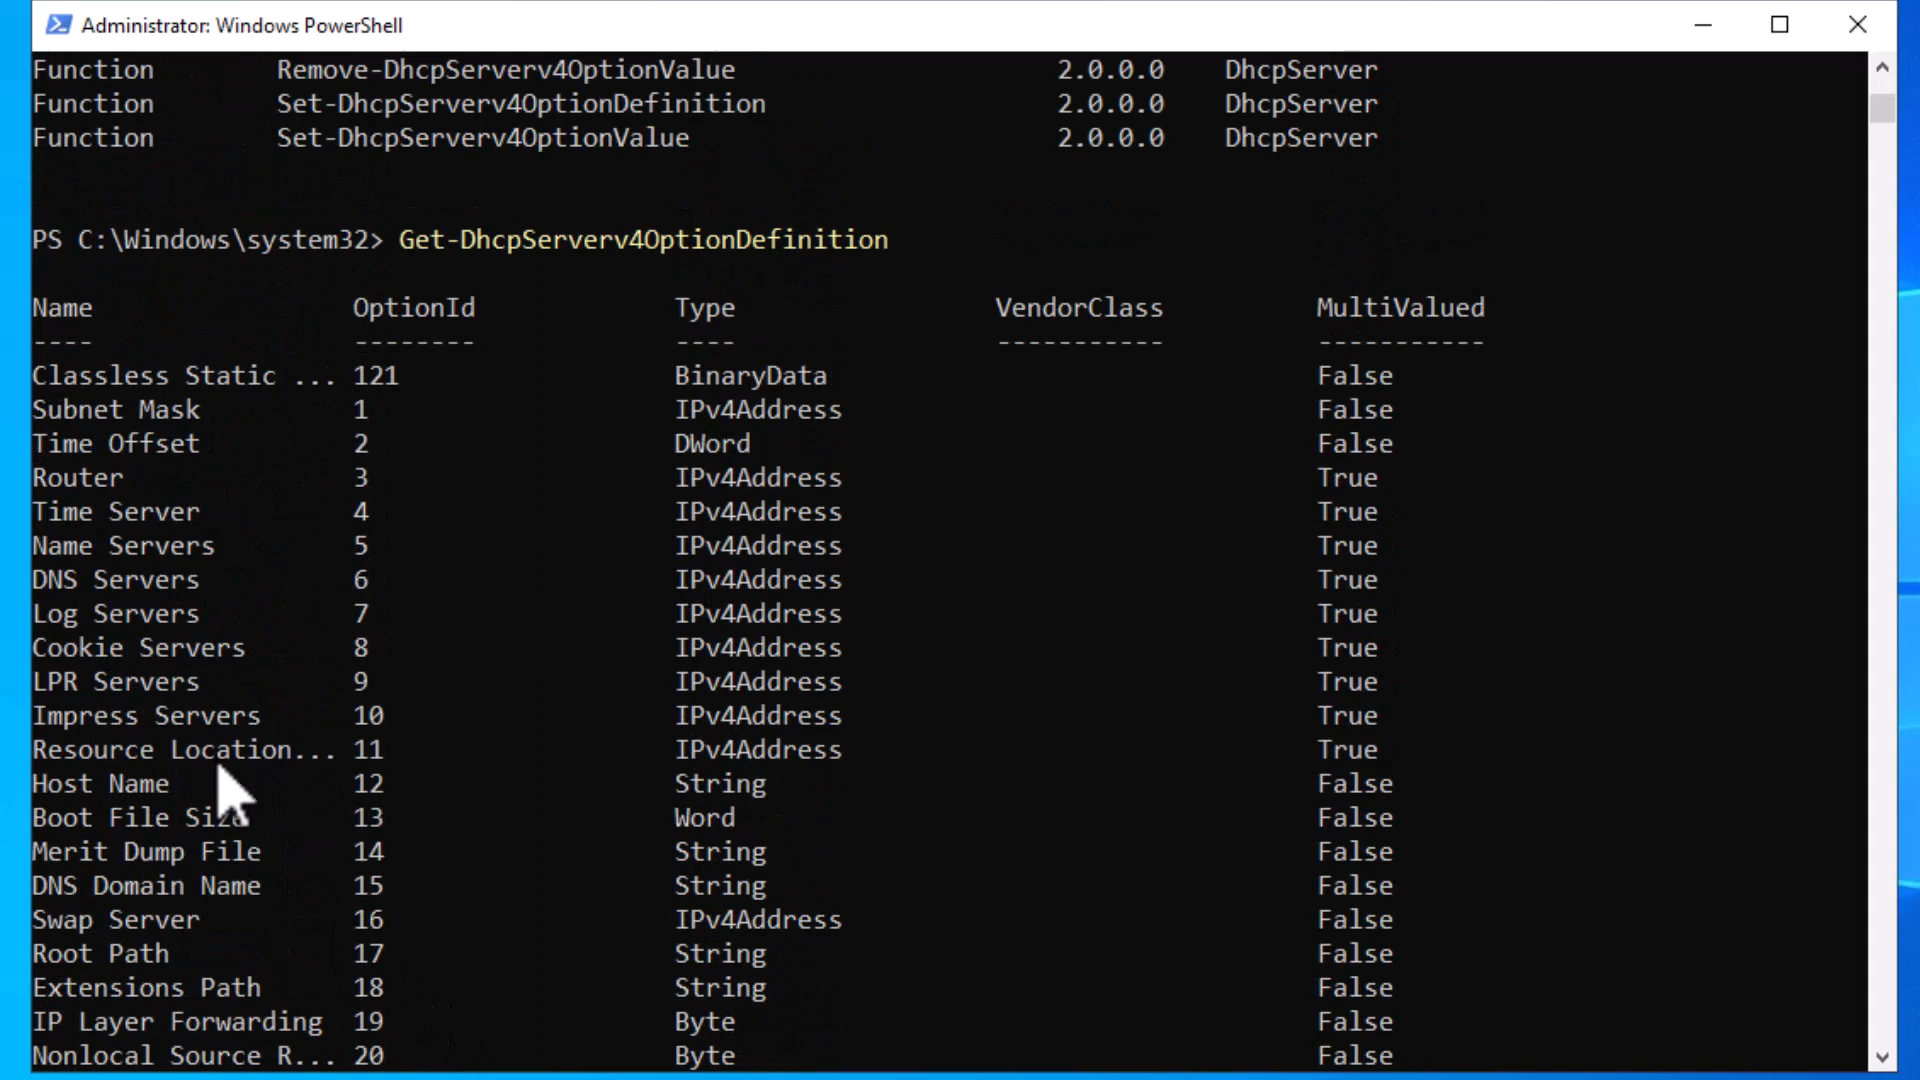 Administrator: Windows PowerShell
Function Remove-DhcpServerv4OptionValue 2.0.0.0 DhcpServer
Function Set-DhcpServerv4OptionDefinition 2.0.0.0 DhcpServer
Function Set-DhcpServerv4OptionValue 2.0.0.0 DhcpServer
PS C:\Windows\system32> Get-DhcpServerv4OptionDefinition
Name OptionId Type VendorClass MultiValued
---- -------- ---- ----------- -----------
Classless Static ... 121 BinaryData False
Subnet Mask 1 IPv4Address False
Time Offset 2 DWord False
Router 3 IPv4Address True
Time Server 4 IPv4Address True
Name Servers 5 IPv4Address True
DNS Servers 6 IPv4Address True
Log Servers 7 IPv4Address True
Cookie Servers 8 IPv4Address True
LPR Servers 9 IPv4Address True
Impress Servers 10 IPv4Address True
Resource Location... 11 IPv4Address True
Host Name 12 String False
Boot File Size 13 Word False
Merit Dump File 14 String False
DNS Domain Name 15 String False
Swap Server 16 IPv4Address False
Root Path 17 String False
Extensions Path 18 String False
IP Layer Forwarding 19 Byte False
Nonlocal Source R... 20 Byte False